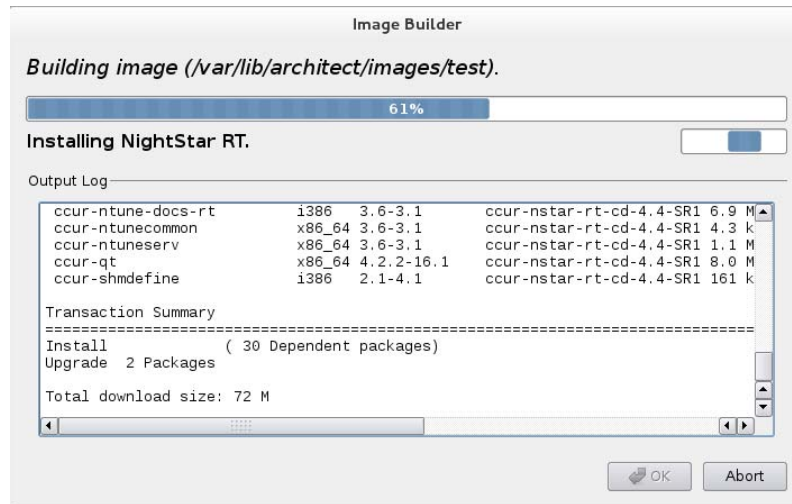 Image Builder
Building image (/var/lib/architect/images/test).
61%
Installing NightStar RT.
Output Log
ccur-ntune-docs-rt i386 3.6-3.1 ccur-nstar-rt-cd-4.4-SR1 6.9 M
ccur-ntunecommon x86_64 3.6-3.1 ccur-nstar-rt-cd-4.4-SR1 4.3 k
ccur-ntuneserv x86_64 3.6-3.1 ccur-nstar-rt-cd-4.4-SR1 1.1 M
ccur-qt x86_64 4.2.2-16.1 ccur-nstar-rt-cd-4.4-SR1 8.0 M
ccur-shmdefine i386 2.1-4.1 ccur-nstar-rt-cd-4.4-SR1 161 k
Transaction Summary
================================================================================
Install ( 30 Dependent packages)
Upgrade 2 Packages
Total download size: 72 M
OK Abort